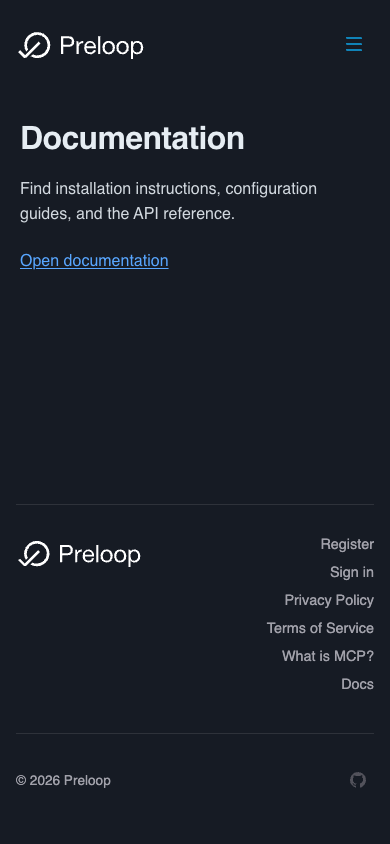 Preloop
Documentation
Find installation instructions, configuration
guides, and the API reference.
Open documentation
Preloop
Register
Sign in
Privacy Policy
Terms of Service
What is MCP?
Docs
© 2026 Preloop